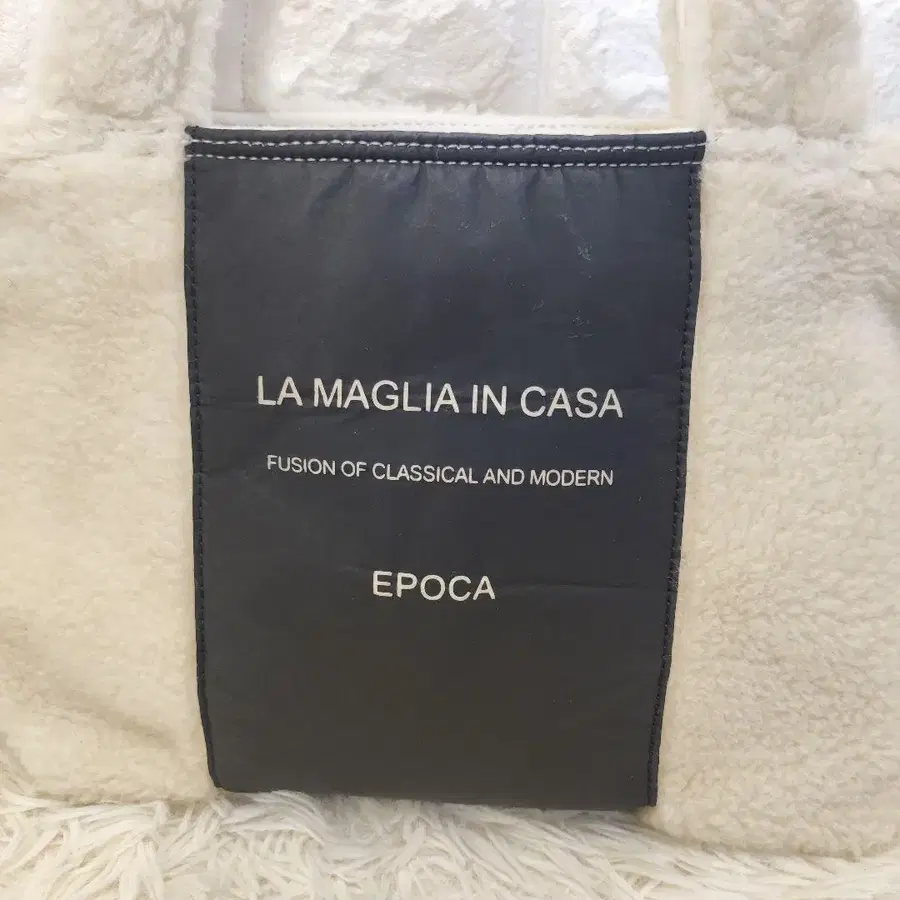 LA MAGLIA IN CASA
FUSION OF CLASSICAL AND MODERN
EPOCA